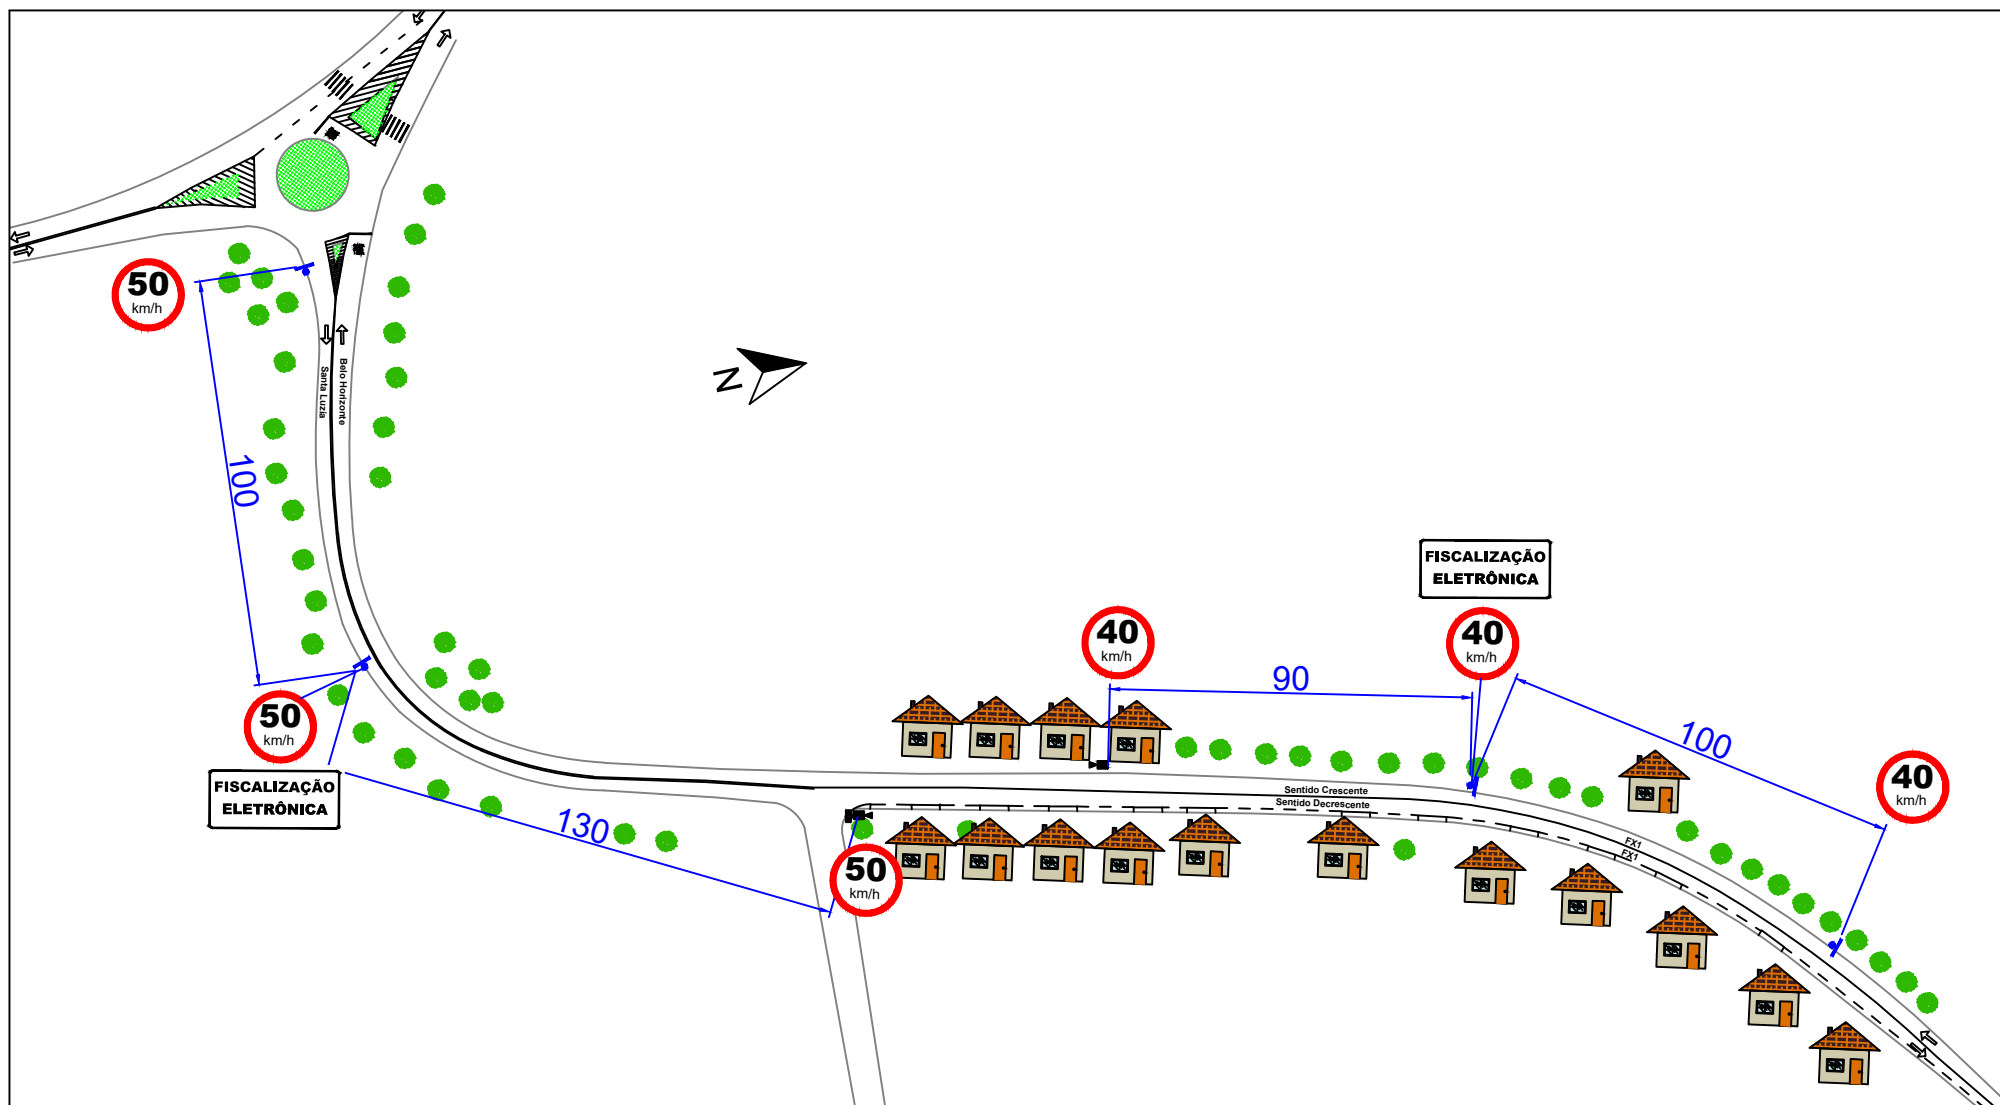 50
km/h
Belo Horizonte
Santa Luzia
100
N
50
km/h
FISCALIZAÇÃO
ELETRÔNICA
130
50
km/h
40
km/h
90
FISCALIZAÇÃO
ELETRÔNICA
40
km/h
100
40
km/h
Sentido Crescente
Sentido Decrescente
FX1
FX1